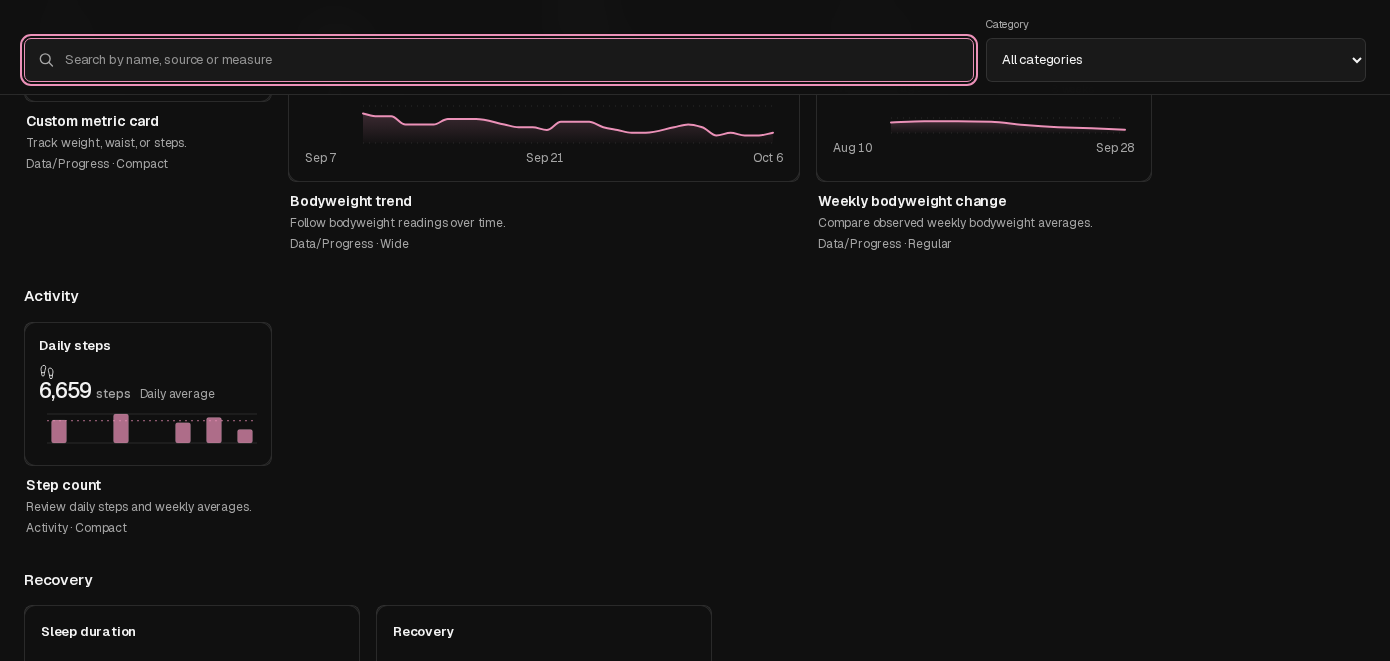 Category
Search by name, source or measure
All categories
Custom metric card
Track weight, waist, or steps.
Data/Progress · Compact
Sep 7
Sep 21
Oct 6
Bodyweight trend
Follow bodyweight readings over time.
Data/Progress · Wide
Aug 10
Sep 28
Weekly bodyweight change
Compare observed weekly bodyweight averages.
Data/Progress · Regular
Activity
Daily steps
6,659 steps Daily average
Step count
Review daily steps and weekly averages.
Activity · Compact
Recovery
Sleep duration
Recovery